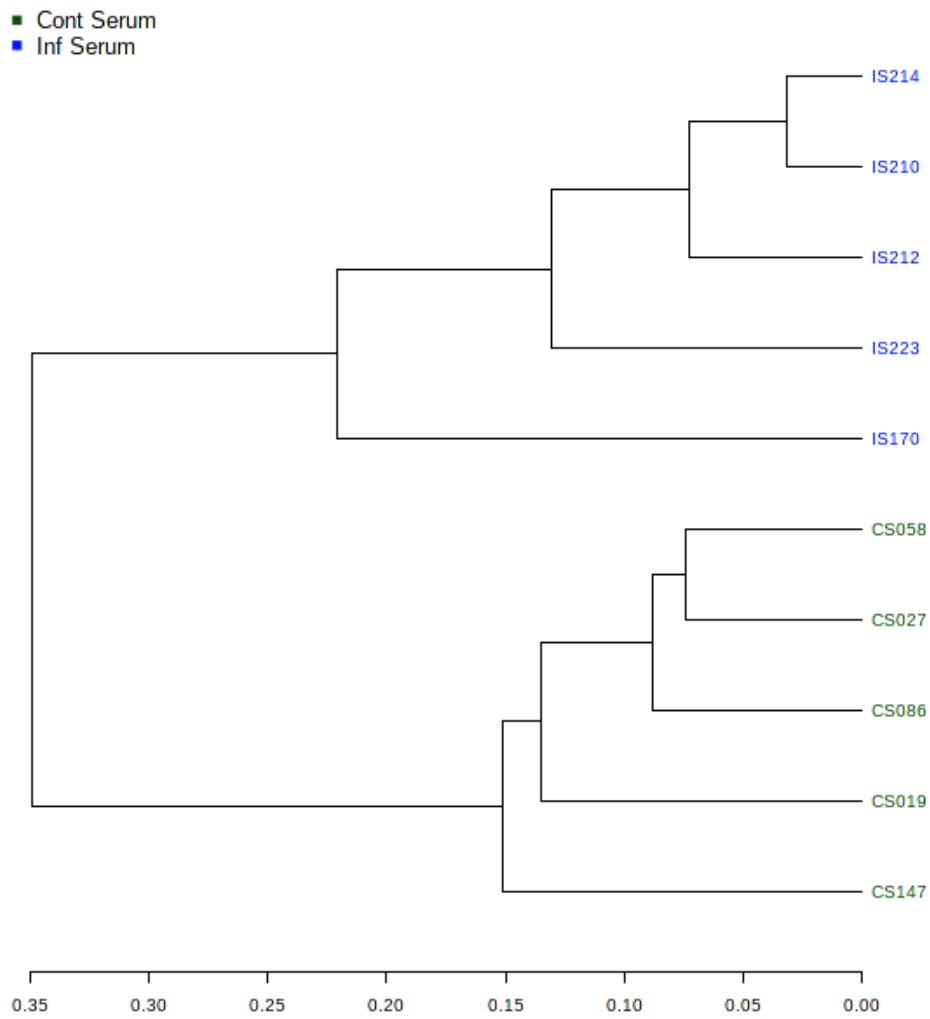 Cont Serum
Inf Serum
IS214
IS210
IS212
IS223
IS170
CS058
CS027
CS086
CS019
CS147
0.35 0.30 0.25 0.20 0.15 0.10 0.05 0.00